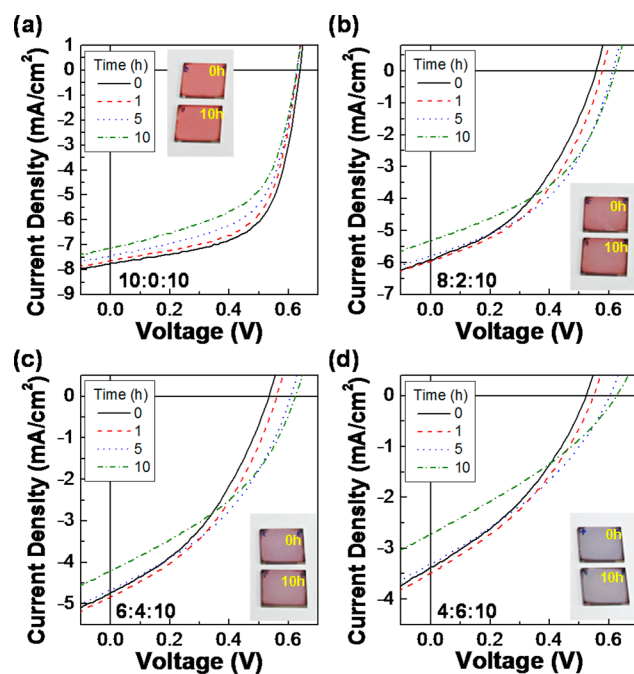 (a)
Current Density (mA/cm²)
1
0
-1
-2
-3
-4
-5
-6
-7
-8
-9
Time (h)
0
1
5
10
0h
10h
10:0:10
0.0 0.2 0.4 0.6
Voltage (V)
(b)
Current Density (mA/cm²)
0
-1
-2
-3
-4
-5
-6
-7
Time (h)
0
1
5
10
0h
10h
8:2:10
0.0 0.2 0.4 0.6
Voltage (V)
(c)
Current Density (mA/cm²)
0
-1
-2
-3
-4
-5
Time (h)
0
1
5
10
0h
10h
6:4:10
0.0 0.2 0.4 0.6
Voltage (V)
(d)
Current Density (mA/cm²)
0
-1
-2
-3
-4
Time (h)
0
1
5
10
0h
10h
4:6:10
0.0 0.2 0.4 0.6
Voltage (V)